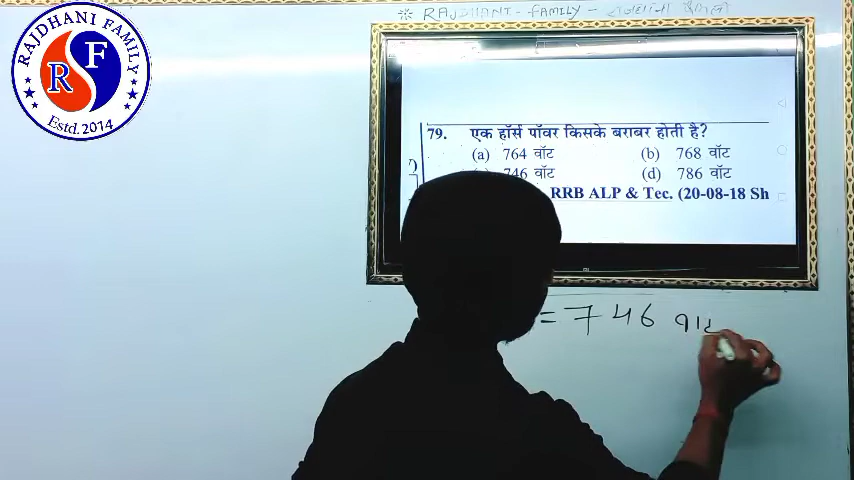 RAJDHANI FAMILY
R F
Estd. 2014
* RAJDHANI - FAMILY - राजधानी फैमिली
79. एक हॉर्स पॉवर किसके बराबर होती है?
(a) 764 वॉट (b) 768 वॉट
746 वॉट (d) 786 वॉट
RRB ALP & Tec. (20-08-18 Sh
= 746 वाट